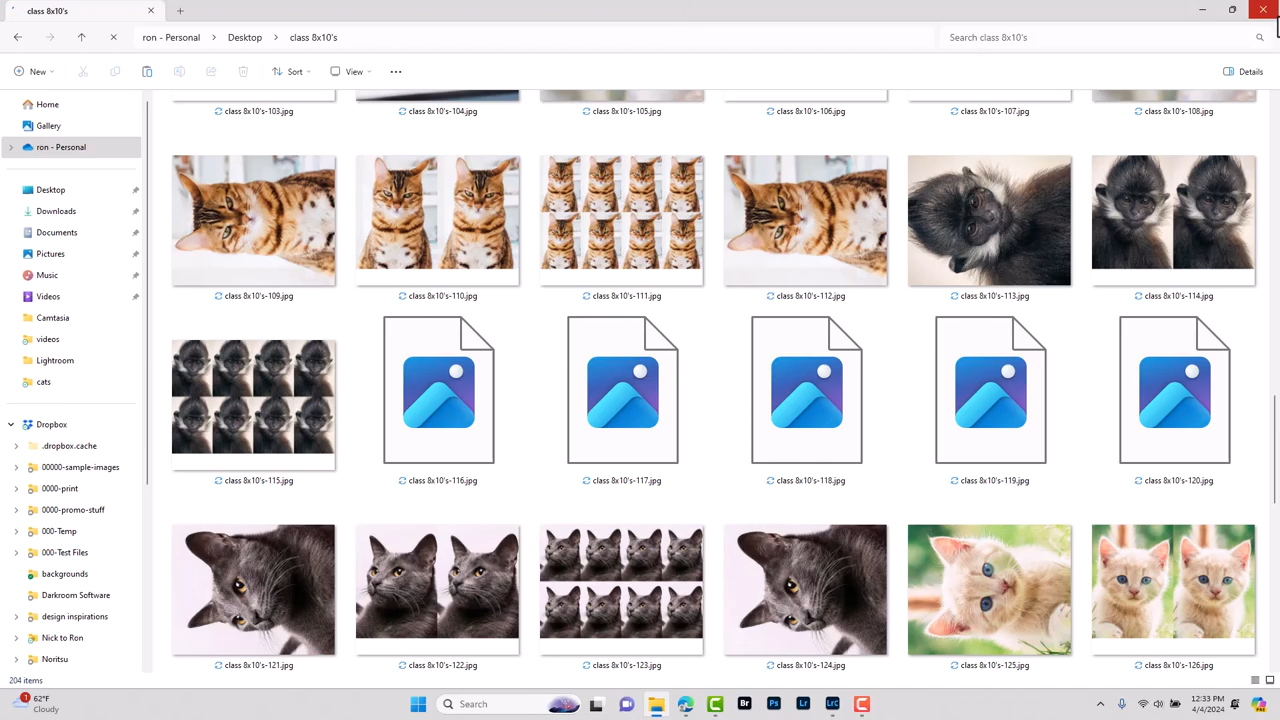 class 8x10's
ron - Personal
Desktop
class 8x10's
Search class 8x10's
New
Sort
View
Details
Home
Gallery
ron - Personal
Desktop
Downloads
Documents
Pictures
Music
Videos
Camtasia
videos
Lightroom
cats
Dropbox
.dropbox.cache
00000-sample-images
0000-print
0000-promo-stuff
000-Temp
000-Test Files
backgrounds
Darkroom Software
design inspirations
Nick to Ron
Noritsu
class 8x10's-103.jpg
class 8x10's-104.jpg
class 8x10's-105.jpg
class 8x10's-106.jpg
class 8x10's-107.jpg
class 8x10's-108.jpg
class 8x10's-109.jpg
class 8x10's-110.jpg
class 8x10's-111.jpg
class 8x10's-112.jpg
class 8x10's-113.jpg
class 8x10's-114.jpg
class 8x10's-115.jpg
class 8x10's-116.jpg
class 8x10's-117.jpg
class 8x10's-118.jpg
class 8x10's-119.jpg
class 8x10's-120.jpg
class 8x10's-121.jpg
class 8x10's-122.jpg
class 8x10's-123.jpg
class 8x10's-124.jpg
class 8x10's-125.jpg
class 8x10's-126.jpg
204 items
1
62°F
Cloudy
Search
Br
Ps
Lr
LrC
12:33 PM
4/4/2024